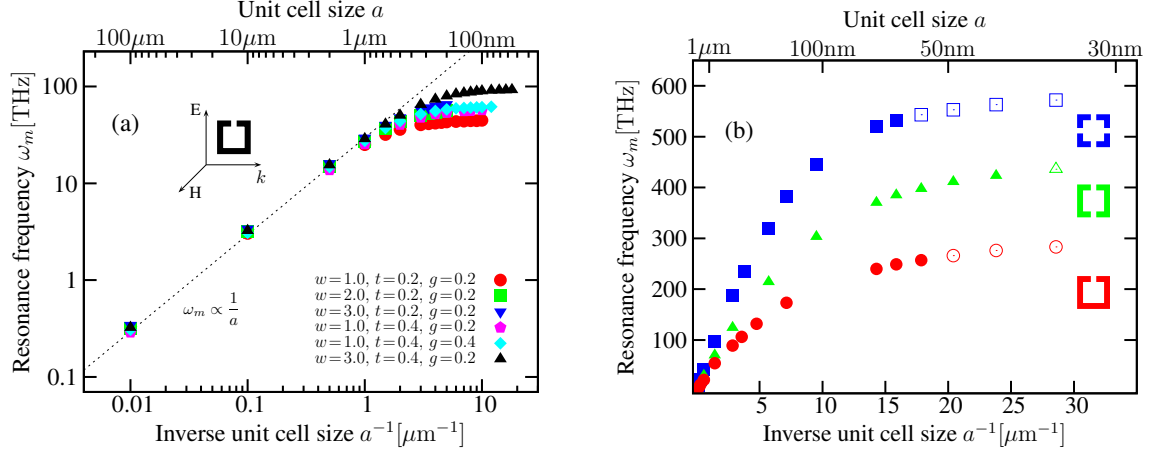 Unit cell size a
100μm 10μm 1μm 100nm
Resonance frequency ωₘ[THz]
100
10
1
0.1
(a)
E
H
k
ωₘ ∝ 1/a
w=1.0, t=0.2, g=0.2
w=2.0, t=0.2, g=0.2
w=3.0, t=0.2, g=0.2
w=1.0, t=0.4, g=0.2
w=1.0, t=0.4, g=0.4
w=3.0, t=0.4, g=0.2
0.01 0.1 1 10
Inverse unit cell size a⁻¹[μm⁻¹]
Unit cell size a
1μm 100nm 50nm 30nm
Resonance frequency ωₘ[THz]
600
500
400
300
200
100
(b)
5 10 15 20 25 30
Inverse unit cell size a⁻¹[μm⁻¹]